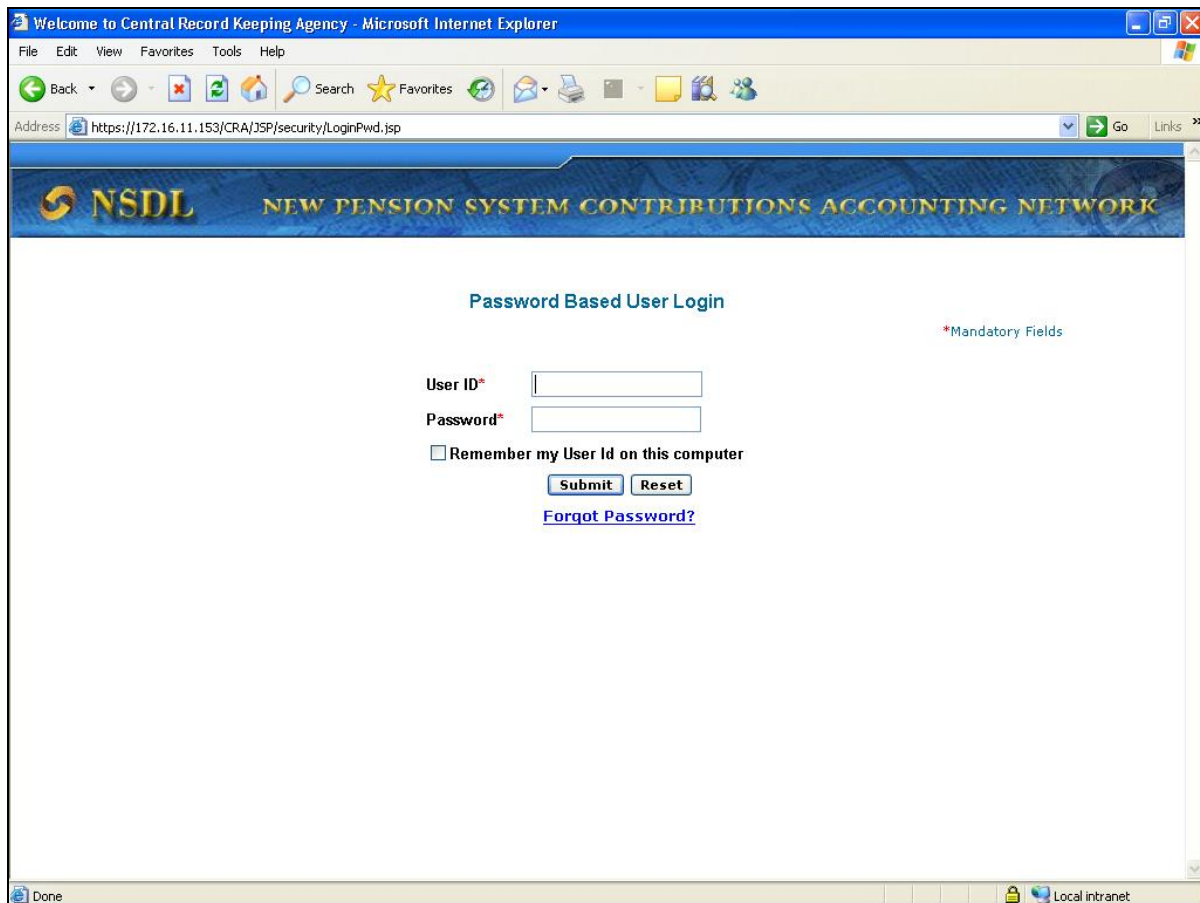 Welcome to Central Record Keeping Agency - Microsoft Internet Explorer
File Edit View Favorites Tools Help
Back Search Favorites
Address https://172.16.11.153/CRA/JSP/security/LoginPwd.jsp Go Links »
NSDL NEW PENSION SYSTEM CONTRIBUTIONS ACCOUNTING NETWORK
Password Based User Login
*Mandatory Fields
User ID*
Password*
Remember my User Id on this computer
Submit Reset
Forgot Password?
Done Local intranet